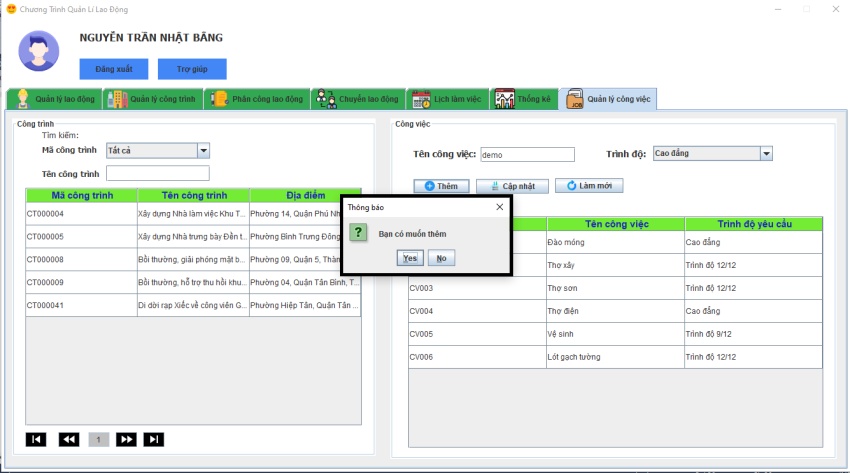 Chương Trình Quản Lí Lao Động
NGUYỄN TRẦN NHẬT BĂNG
Đăng xuất
Trợ giúp
Quản lý lao động
Quản lý công trình
Phân công lao động
Chuyển lao động
Lịch làm việc
Thống kê
Quản lý công việc
Công trình
Tìm kiếm:
Mã công trình
Tất cả
Tên công trình
Mã công trình Tên công trình Địa điểm
CT000004 Xây dựng Nhà làm việc Khu T... Phường 14, Quận Phú Nh
CT000005 Xây dựng Nhà trưng bày Đền t... Phường Bình Trưng Đông
CT000008 Bồi thường, giải phóng mặt b... Phường 09, Quận 5, Thàn
CT000009 Bồi thường, hỗ trợ thu hồi khu... Phường 04, Quận Tân Bình, T...
CT0000041 Di dời rạp Xiếc về công viên G... Phường Hiệp Tân, Quận Tân ...
1
Công việc
Tên công việc: demo
Trình độ: Cao đẳng
Thêm
Cập nhật
Làm mới
Tên công việc Trình độ yêu cầu
Đào móng Cao đẳng
Thợ xây Trình độ 12/12
CV003 Thợ sơn Trình độ 12/12
CV004 Thợ điện Cao đẳng
CV005 Vệ sinh Trình độ 9/12
CV006 Lót gạch tường Trình độ 12/12
Thông báo
?
Bạn có muốn thêm
Yes
No